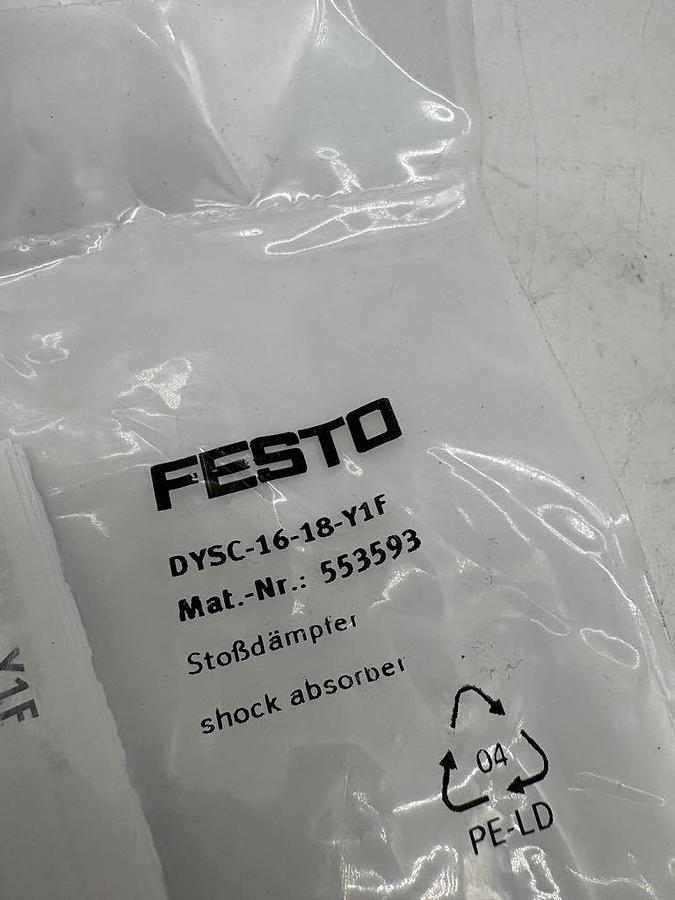 FESTO
DYSC-16-18-Y1F
Mat.-Nr.: 553593
Stoßdämpfer
shock absorber
04
PE-LD
Y1F